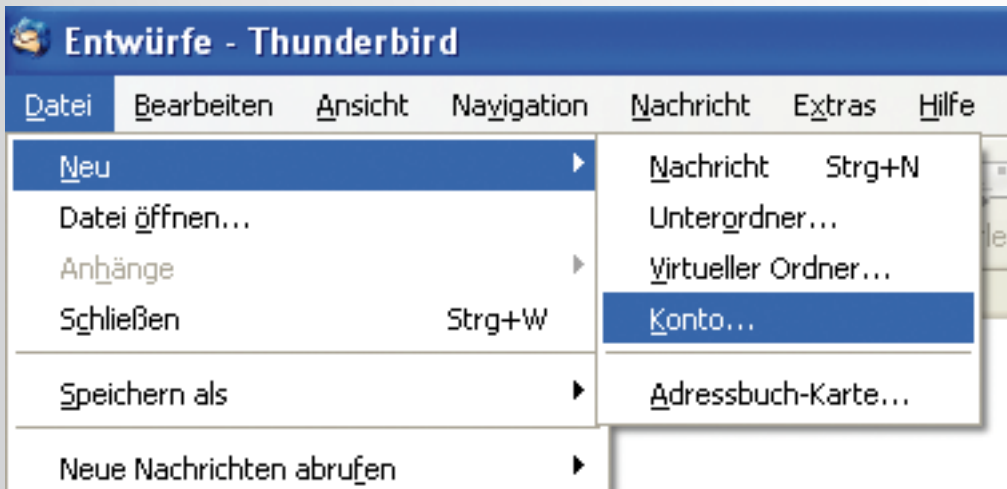 Entwürfe - Thunderbird
Datei Bearbeiten Ansicht Navigation Nachricht Extras Hilfe
Neu
Datei öffnen...
Anhänge
Schließen Strg+W
Speichern als
Neue Nachrichten abrufen
Nachricht Strg+N
Unterordner...
Virtueller Ordner...
Konto...
Adressbuch-Karte...